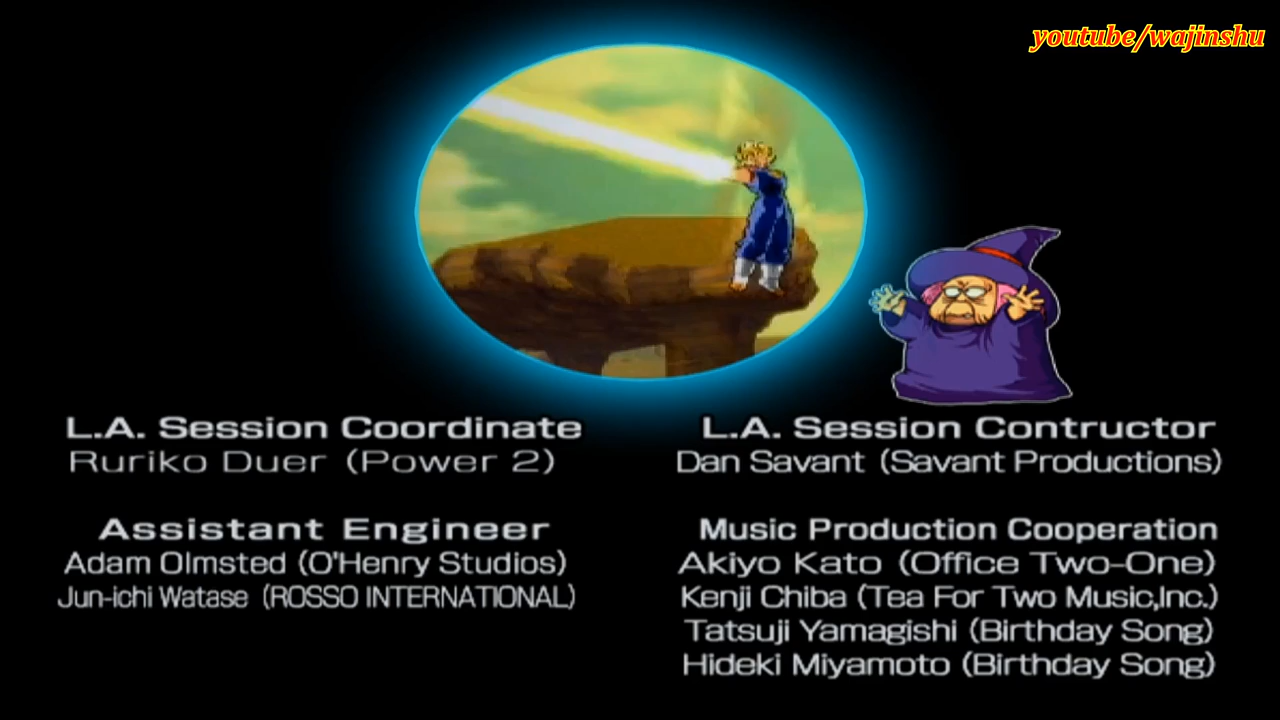 youtube/wajinshu
L.A. Session Coordinate
Ruriko Duer (Power 2)
L.A. Session Contructor
Dan Savant (Savant Productions)
Assistant Engineer
Adam Olmsted (O'Henry Studios)
Jun-ichi Watase (ROSSO INTERNATIONAL)
Music Production Cooperation
Akiyo Kato (Office Two-One)
Kenji Chiba (Tea For Two Music,Inc.)
Tatsuji Yamagishi (Birthday Song)
Hideki Miyamoto (Birthday Song)